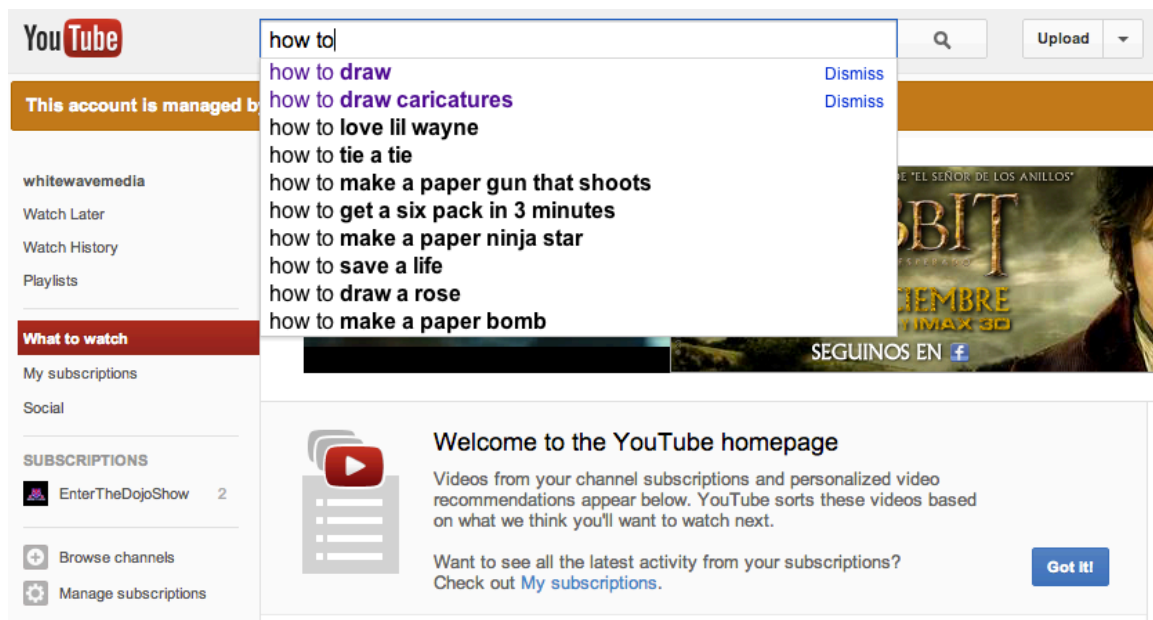 YouTube
how to
Upload
how to draw Dismiss
how to draw caricatures Dismiss
how to love lil wayne
how to tie a tie
how to make a paper gun that shoots
how to get a six pack in 3 minutes
how to make a paper ninja star
how to save a life
how to draw a rose
how to make a paper bomb
This account is managed
whitewavemedia
Watch Later
Watch History
Playlists
What to watch
My subscriptions
Social
SUBSCRIPTIONS
EnterTheDojoShow 2
Browse channels
Manage subscriptions
DE "EL SEÑOR DE LOS ANILLOS"
SEGUINOS EN f
Welcome to the YouTube homepage
Videos from your channel subscriptions and personalized video
recommendations appear below. YouTube sorts these videos based
on what we think you'll want to watch next.
Want to see all the latest activity from your subscriptions?
Check out My subscriptions.
Got it!